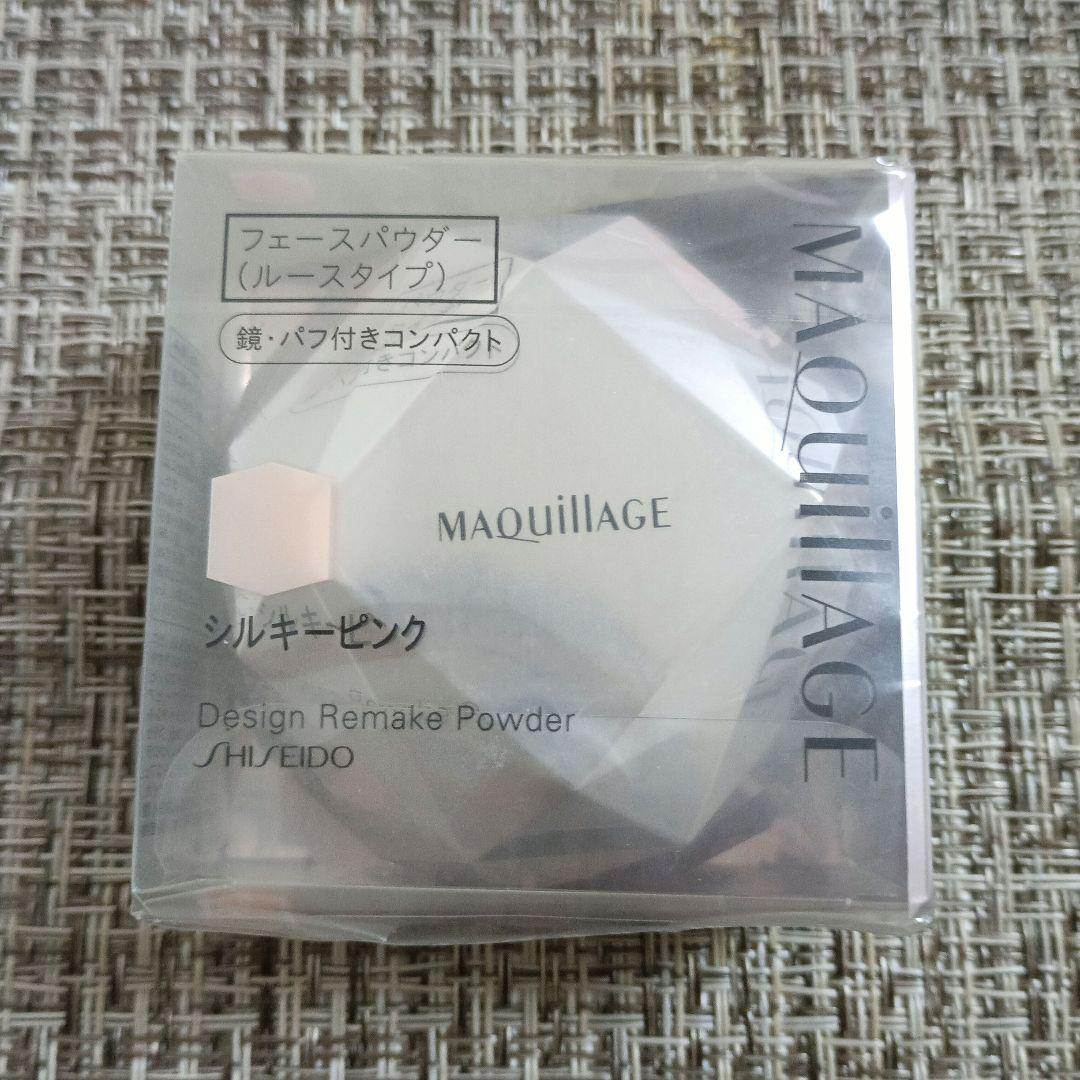 フェースパウダー
(ルースタイプ)
鏡・パフ付きコンパクト
MAQuillAGE
シルキーピンク
Design Remake Powder
SHISEIDO
MAQuillAGE